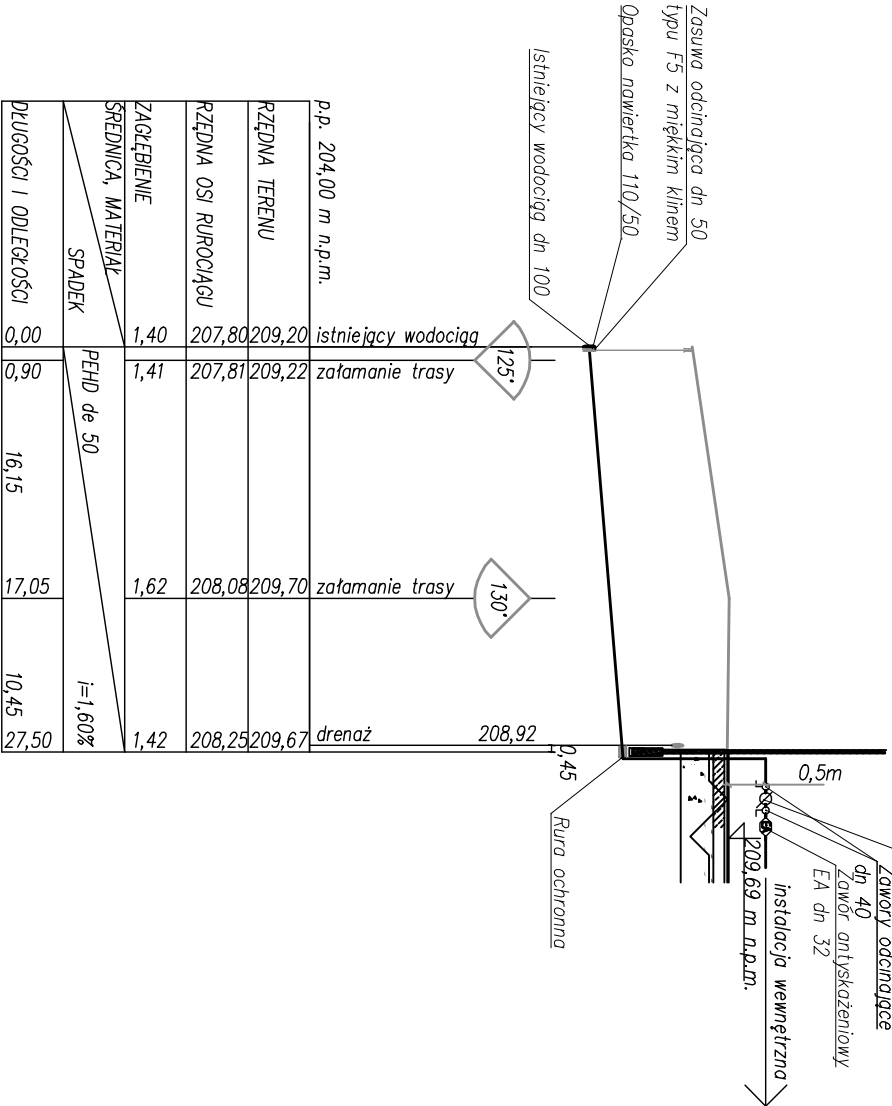 Zasuwa odcinająca dn 50
typu F5 z miękkim klinem
Opaska nawiertka 110/50
Istniejący wodociąg dn 100
Zawory odcinające
dn 40
Zawór antyskażeniowy
EA dn 32
instalacja wewnętrzna
209,69 m n.p.m.
0,5m
EA
Rura ochronna
0,45
208,92
125°
130°
istniejący wodociąg
załamanie trasy
załamanie trasy
drenaż
p.p. 204,00 m n.p.m.
RZĘDNA TERENU
209,20
209,22
209,70
209,67
RZĘDNA OSI RUROCIĄGU
207,80
207,81
208,08
208,25
ZAGŁĘBIENIE
1,40
1,41
1,62
1,42
ŚREDNICA, MATERIAŁ
SPADEK
PEHD de 50
i=1,60%
DŁUGOŚCI I ODLEGŁOŚCI
0,00
0,90
16,15
17,05
10,45
27,50